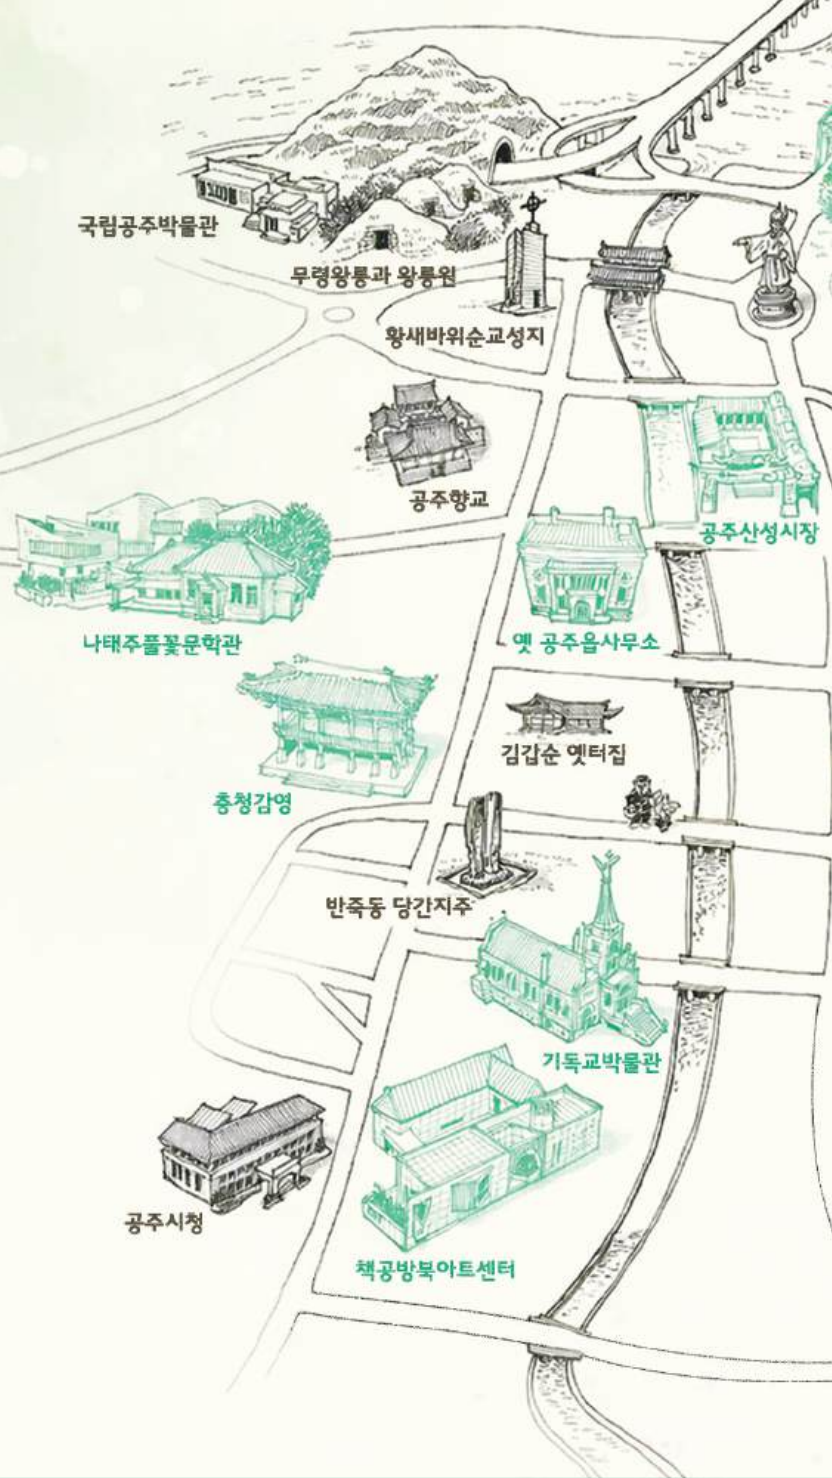 국립공주박물관
무령왕릉과 왕릉원
황새바위순교성지
공주향교
공주산성시장
나태주풀꽃문학관
옛 공주읍사무소
김갑순 옛터집
충청감영
반죽동 당간지주
기독교박물관
공주시청
책공방북아트센터